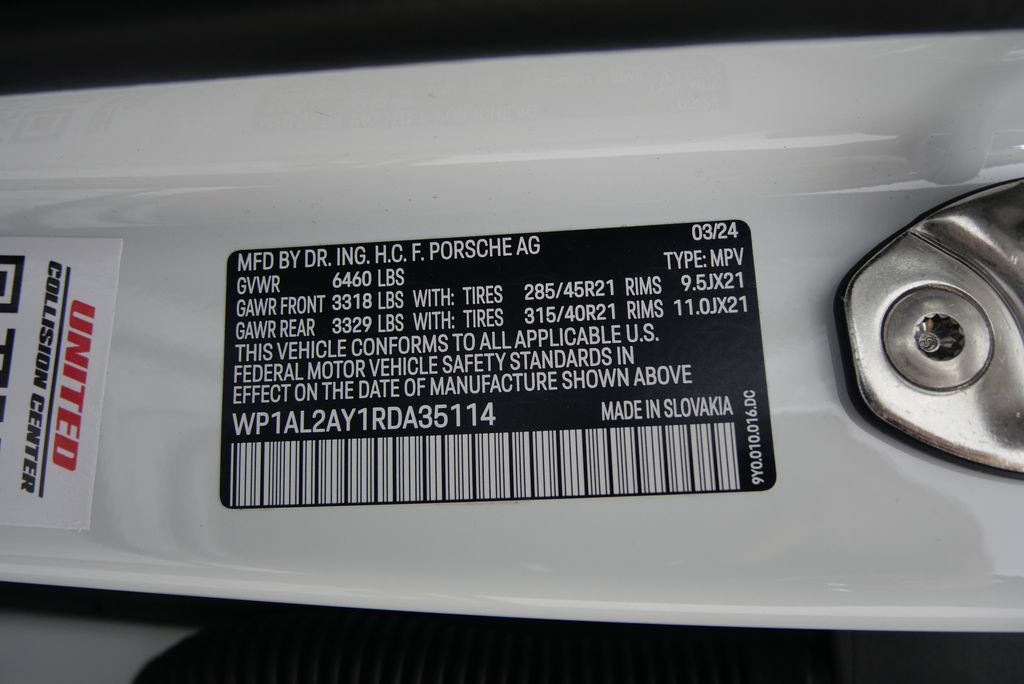 MFD BY DR. ING. H.C. F. PORSCHE AG 03/24
GVWR 6460 LBS TYPE: MPV
GAWR FRONT 3318 LBS WITH: TIRES 285/45R21 RIMS 9.5JX21
GAWR REAR 3329 LBS WITH: TIRES 315/40R21 RIMS 11.0JX21
THIS VEHICLE CONFORMS TO ALL APPLICABLE U.S.
FEDERAL MOTOR VEHICLE SAFETY STANDARDS IN
EFFECT ON THE DATE OF MANUFACTURE SHOWN ABOVE
WP1AL2AY1RDA35114 MADE IN SLOVAKIA
9Y0.010.016.DC
UNITED
COLLISION CENTER